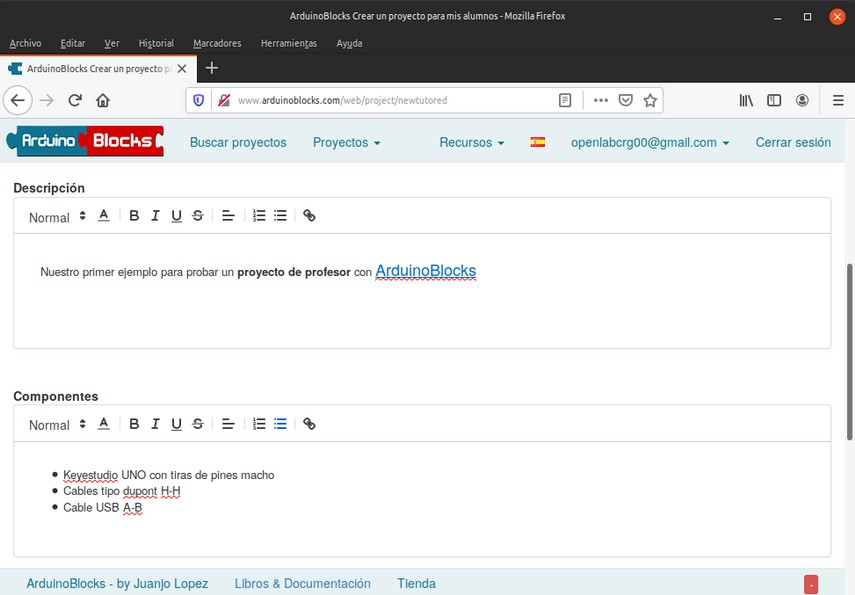 ArduinoBlocks Crear un proyecto para mis alumnos - Mozilla Firefox
Archivo Editar Ver Historial Marcadores Herramientas Ayuda
ArduinoBlocks Crear un proyecto p
www.arduinoblocks.com/web/project/newtutored
Arduino Blocks Buscar proyectos Proyectos Recursos openlabcrg00@gmail.com Cerrar sesión
Descripción
Normal A B I U S
Nuestro primer ejemplo para probar un proyecto de profesor con ArduinoBlocks
Componentes
Normal A B I U S
Keyestudio UNO con tiras de pines macho
Cables tipo dupont H-H
Cable USB A-B
ArduinoBlocks - by Juanjo Lopez Libros & Documentación Tienda -